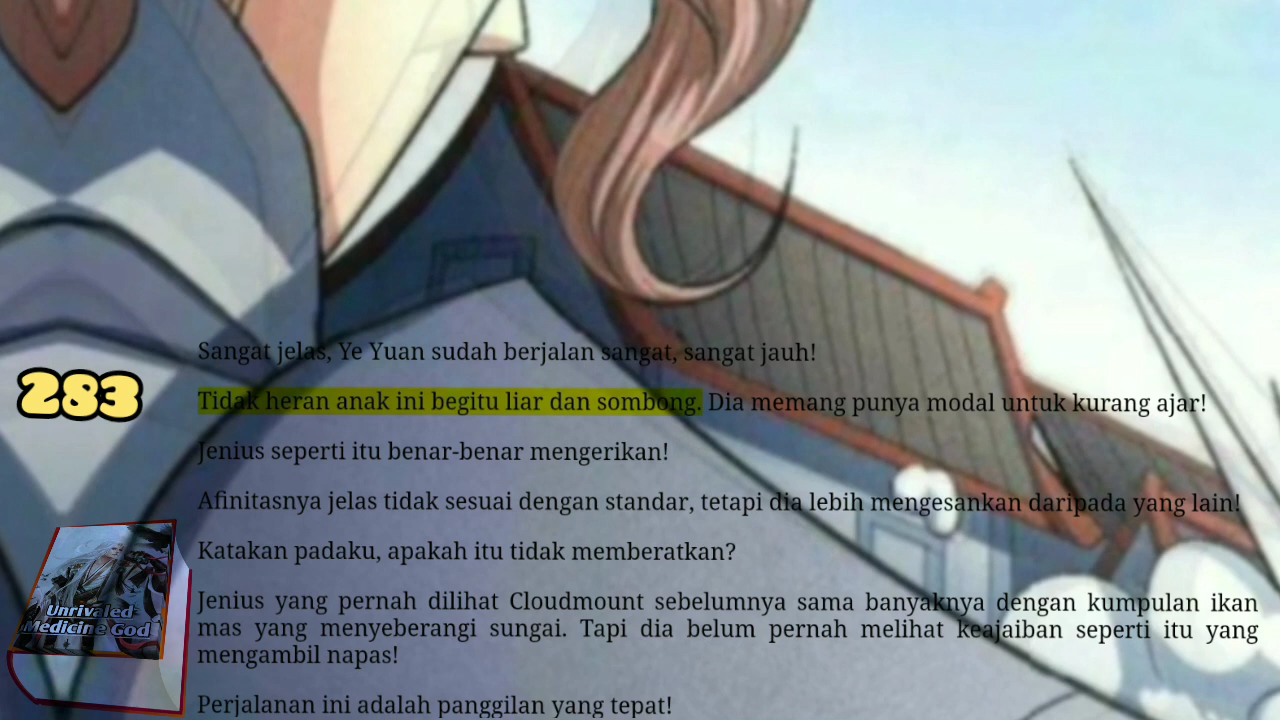 Sangat jelas, Ye Yuan sudah berjalan sangat, sangat jauh!
283
Tidak heran anak ini begitu liar dan sombong. Dia memang punya modal untuk kurang ajar!
Jenius seperti itu benar-benar mengerikan!
Afinitasnya jelas tidak sesuai dengan standar, tetapi dia lebih mengesankan daripada yang lain!
Katakan padaku, apakah itu tidak memberatkan?
Jenius yang pernah dilihat Cloudmount sebelumnya sana banyaknya dengan kumpulan ikan
mas yang menyeberangi sungai. Tapi dia belum pernah melihat keajaiban seperti itu yang
mengambil napas!
Unrivaled
Medicine God
Perjalanan ini adalah panggilan yang tepat!